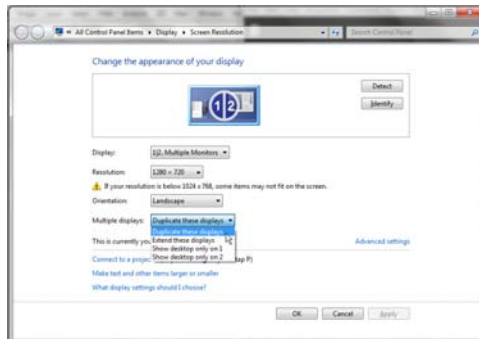 « All Control Panel Items ▸ Display ▸ Screen Resolution
Search Control Panel
Change the appearance of your display
1|2
Detect
Identify
Display: 1|2. Multiple Monitors
Resolution: 1280 × 720
If your resolution is below 1024 x 768, some items may not fit on the screen.
Orientation: Landscape
Multiple displays: Duplicate these displays
Duplicate these displays
This is currently you
Extend these displays
Advanced settings
Show desktop only on 1
Connect to a projec
Show desktop only on 2
tap P)
Make text and other items larger or smaller
What display settings should I choose?
OK Cancel Apply